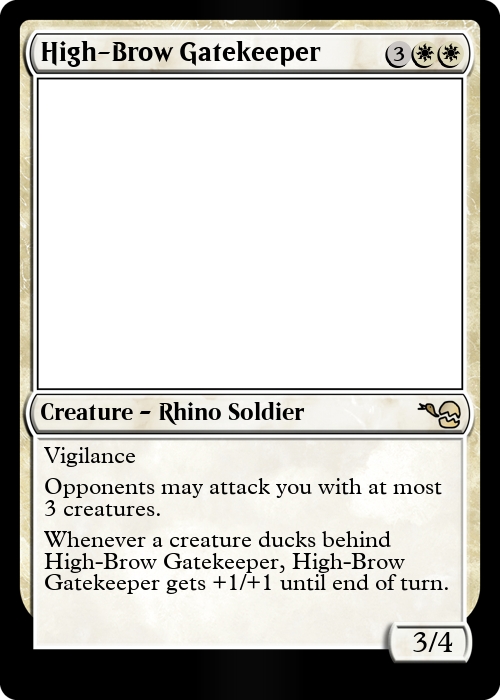 High-Brow Gatekeeper 3
Creature - Rhino Soldier
Vigilance
Opponents may attack you with at most
3 creatures.
Whenever a creature ducks behind
High-Brow Gatekeeper, High-Brow
Gatekeeper gets +1/+1 until end of turn.
3/4